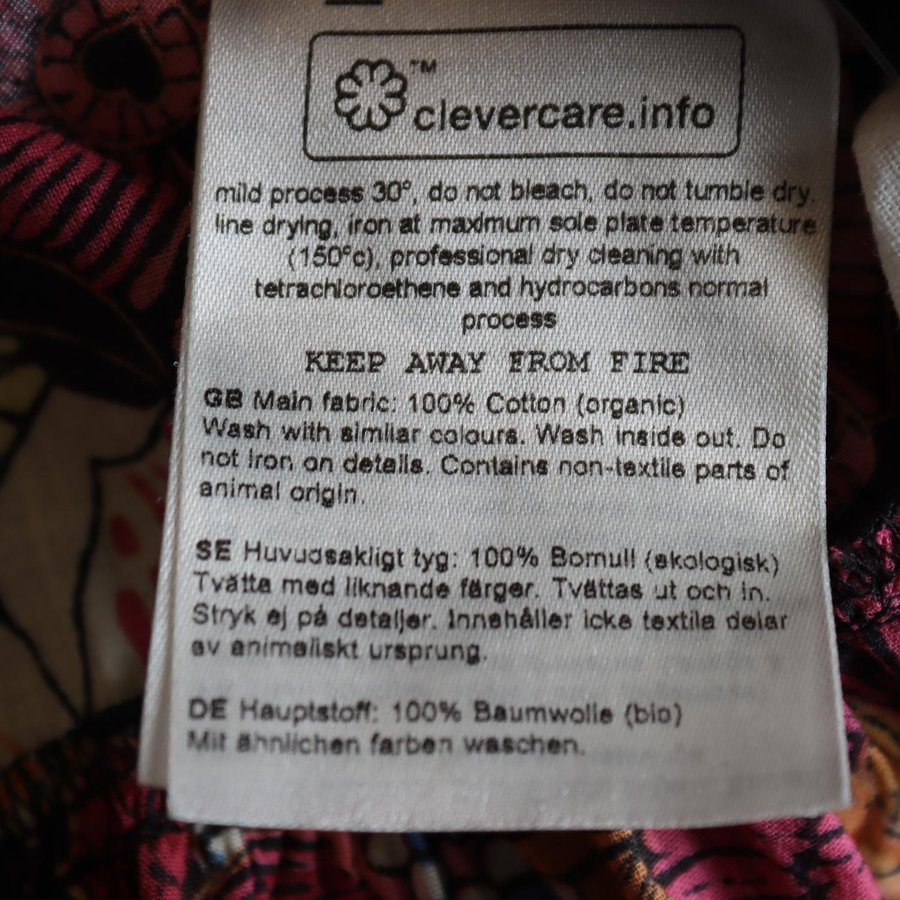 ™
clevercare.info
mild process 30°, do not bleach, do not tumble dry,
line drying, iron at maximum sole plate temperature
(150°c), professional dry cleaning with
tetrachloroethene and hydrocarbons normal
process
KEEP AWAY FROM FIRE
GB Main fabric: 100% Cotton (organic)
Wash with similar colours. Wash inside out. Do
not iron on details. Contains non-textile parts of
animal origin.
SE Huvudsakligt tyg: 100% Bomull (ekologisk)
Tvätta med liknande färger. Tvättas ut och in.
Stryk ej på detaljer. Innehåller icke textila delar
av animaliskt ursprung.
DE Hauptstoff: 100% Baumwolle (bio)
Mit ähnlichen farben waschen.